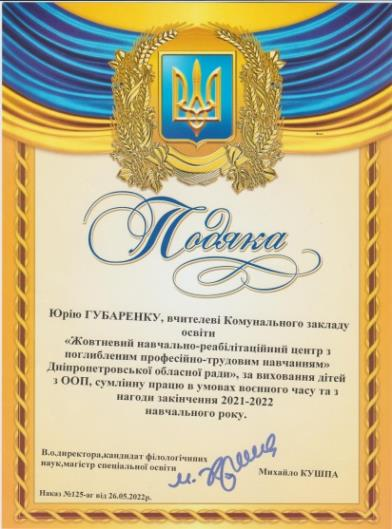 Подяка
Юрію ГУБАРЕНКУ, вчителеві Комунального закладу
освіти
«Жовтневий навчально-реабілітаційний центр з
поглибленим професійно-трудовим навчанням»
Дніпропетровської обласної ради», за виховання дітей
з ООП, сумлінну працю в умовах воєнного часу та з
нагоди закінчення 2021-2022
навчального року.
В.о.директора,кандидат філологічних
наук,магістр спеціальної освіти
Михайло КУШПА
Наказ №125-аг від 26.05.2022р.